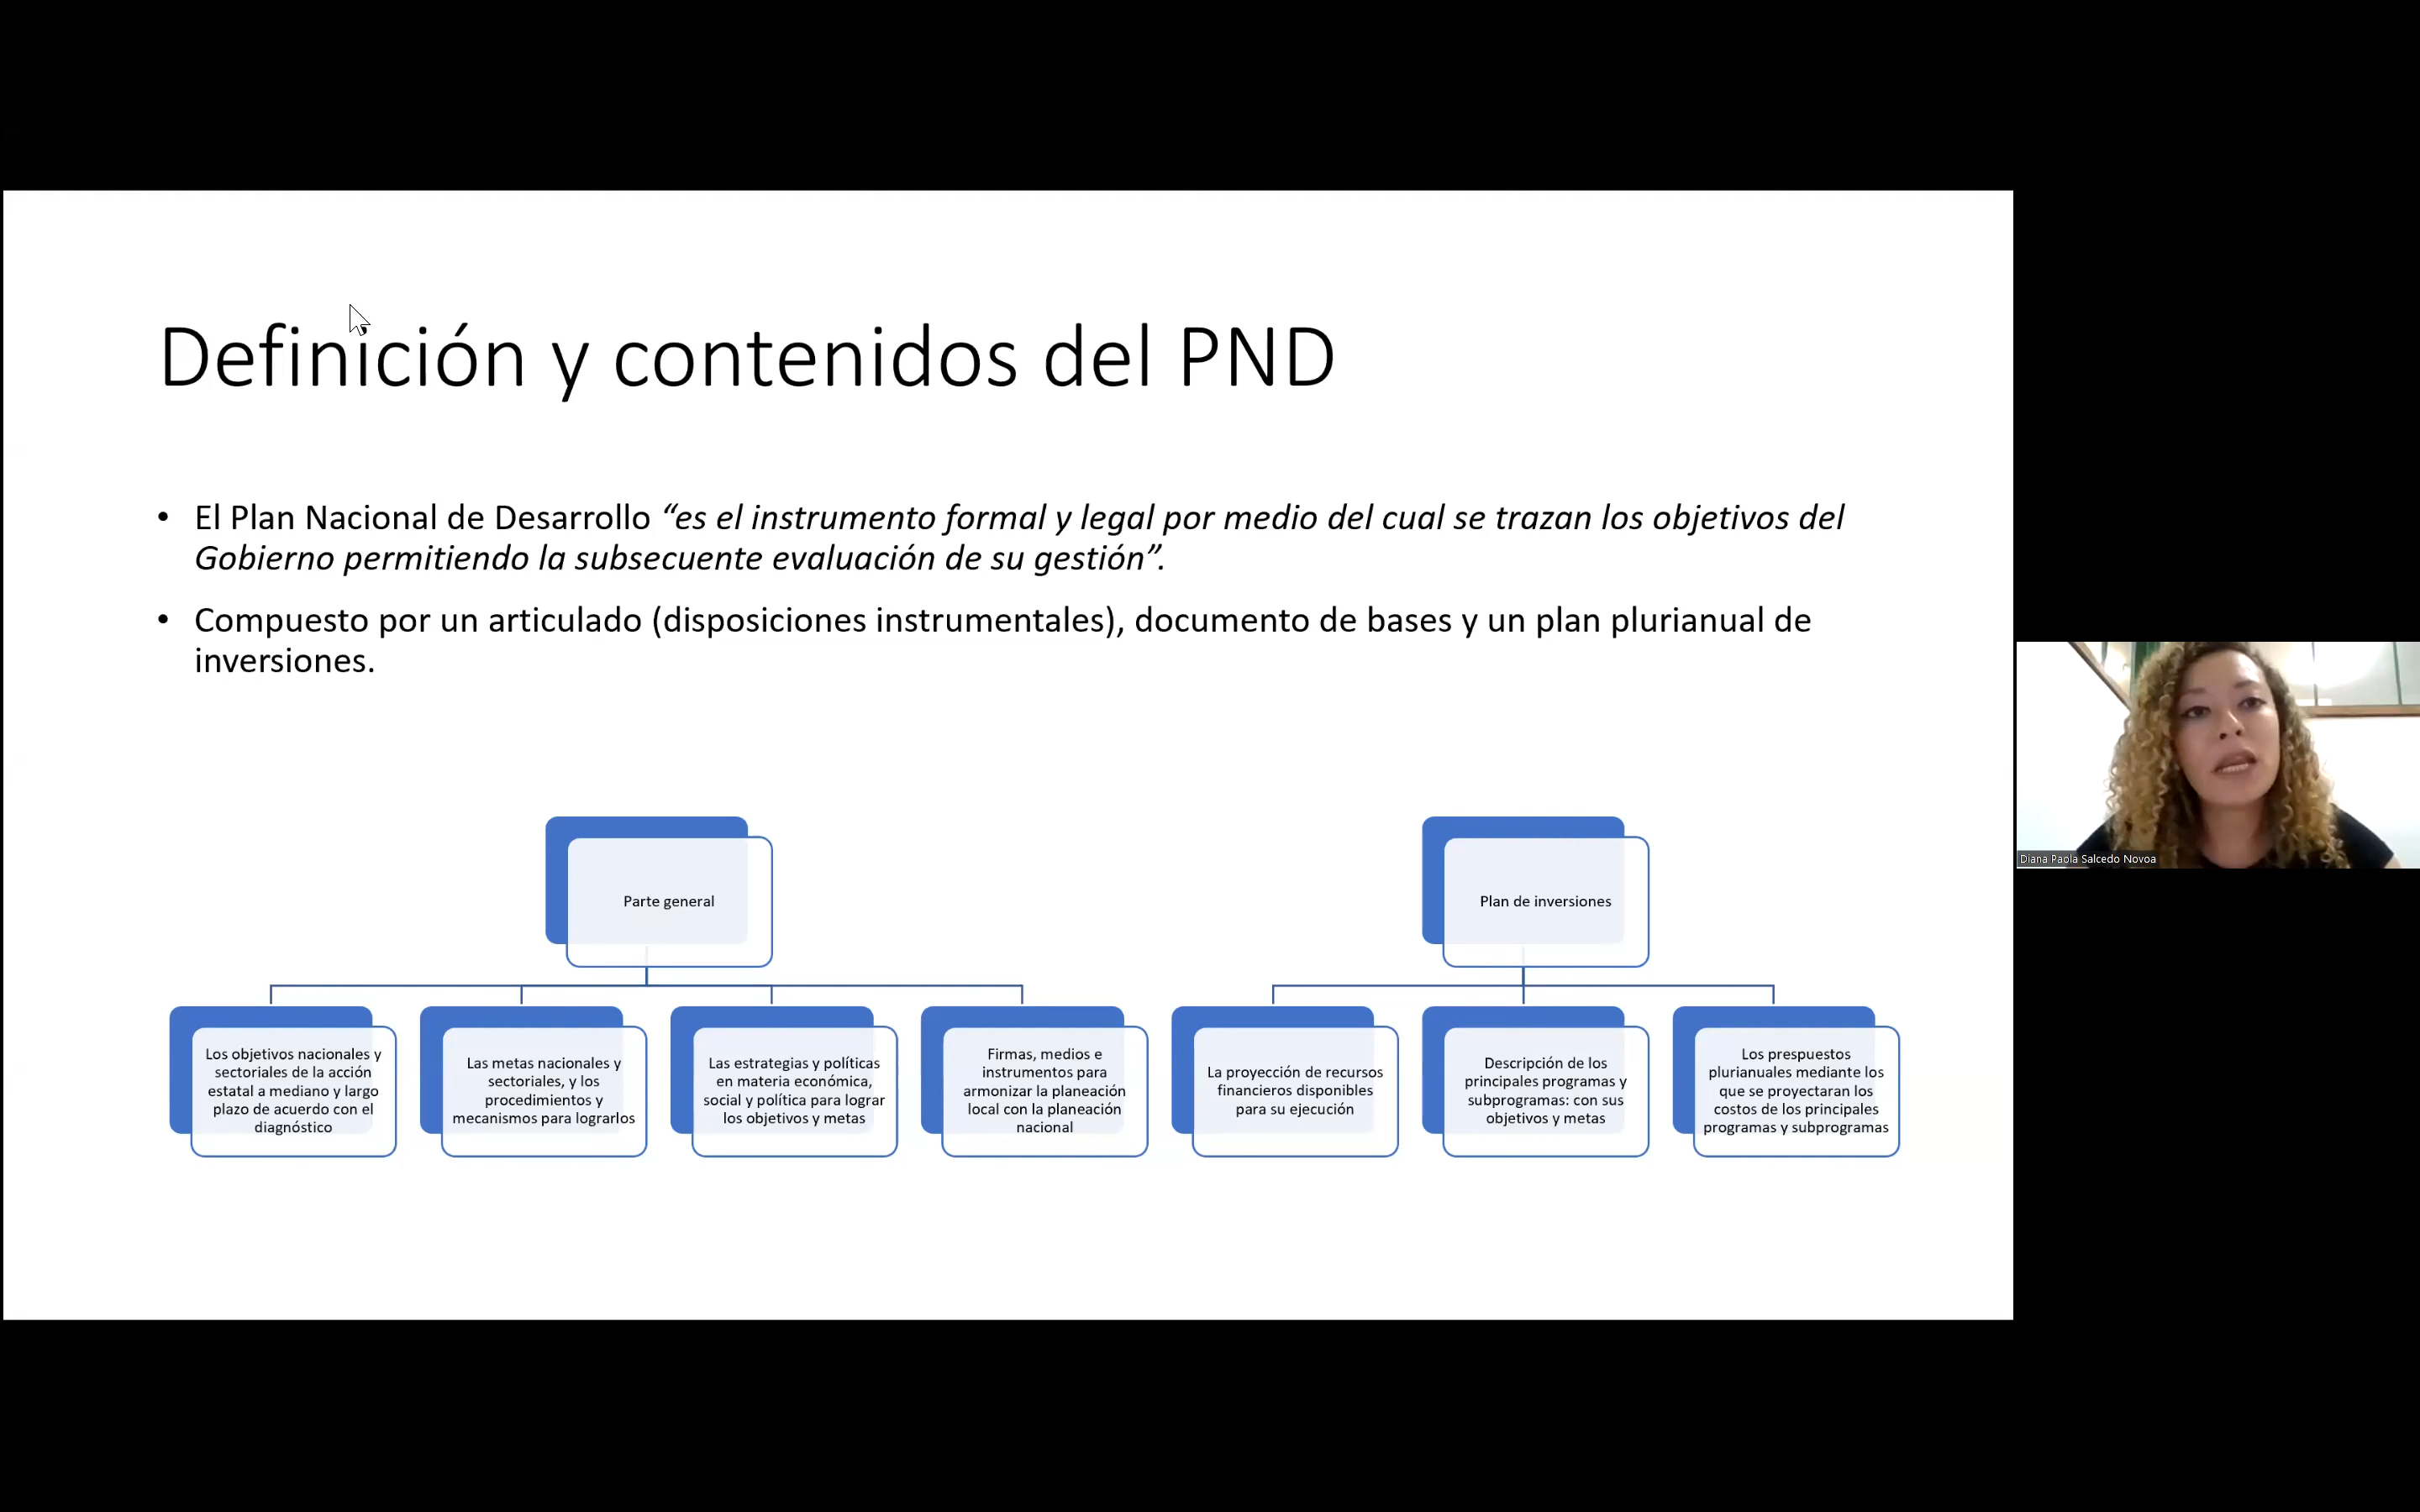 Definición y contenidos del PND
• El Plan Nacional de Desarrollo “es el instrumento formal y legal por medio del cual se trazan los objetivos del
Gobierno permitiendo la subsecuente evaluación de su gestión”.
• Compuesto por un articulado (disposiciones instrumentales), documento de bases y un plan plurianual de
inversiones.
Parte general
Los objetivos nacionales y
sectoriales de la acción
estatal a mediano y largo
plazo de acuerdo con el
diagnóstico
Las metas nacionales y
sectoriales, y los
procedimientos y
mecanismos para lograrlos
Las estrategias y políticas
en materia económica,
social y política para lograr
los objetivos y metas
Firmas, medios e
instrumentos para
armonizar la planeación
local con la planeación
nacional
Plan de inversiones
La proyección de recursos
financieros disponibles
para su ejecución
Descripción de los
principales programas y
subprogramas: con sus
objetivos y metas
Los prespuestos
plurianuales mediante los
que se proyectaran los
costos de los principales
programas y subprogramas
Diana Paola Salcedo Novoa